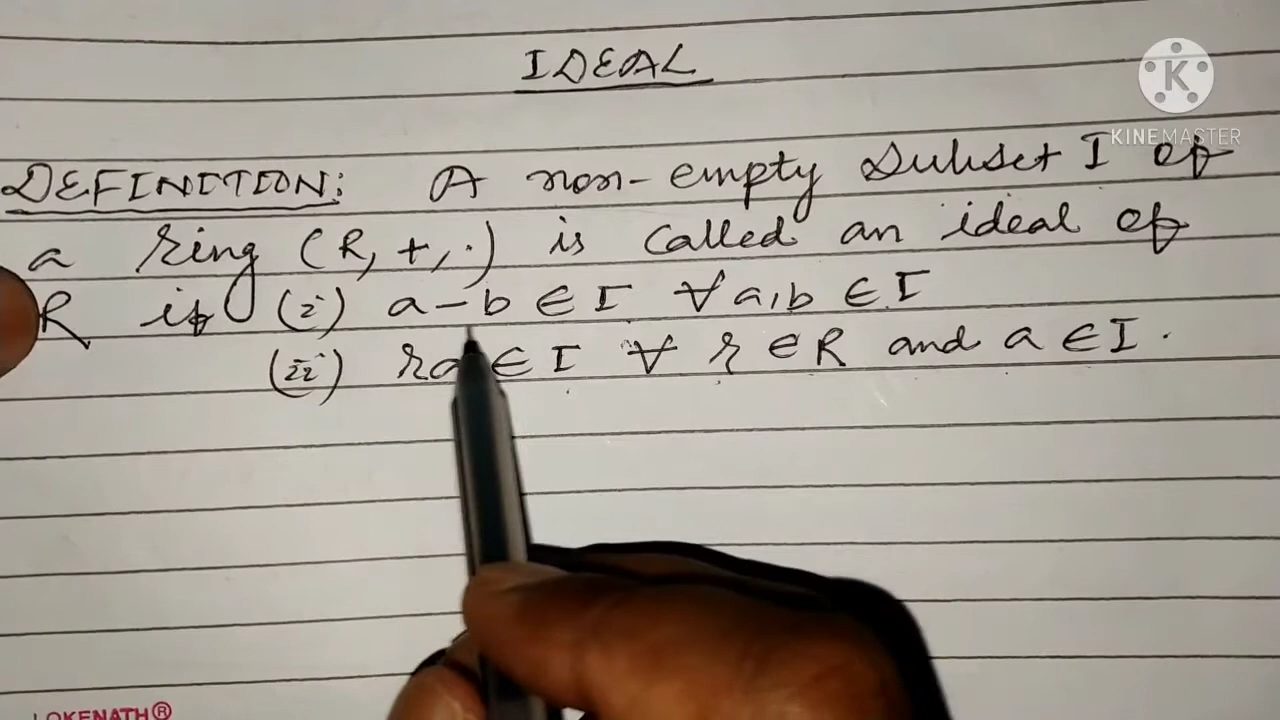 IDEAL
KINEMASTER
DEFINITION: A non-empty subset I of
a ring (R, +, ·) is called an ideal of
R if (i) a-b ∈ I ∀ a,b ∈ I
(ii) ra ∈ I ∀ r ∈ R and a ∈ I.
LOKENATH®